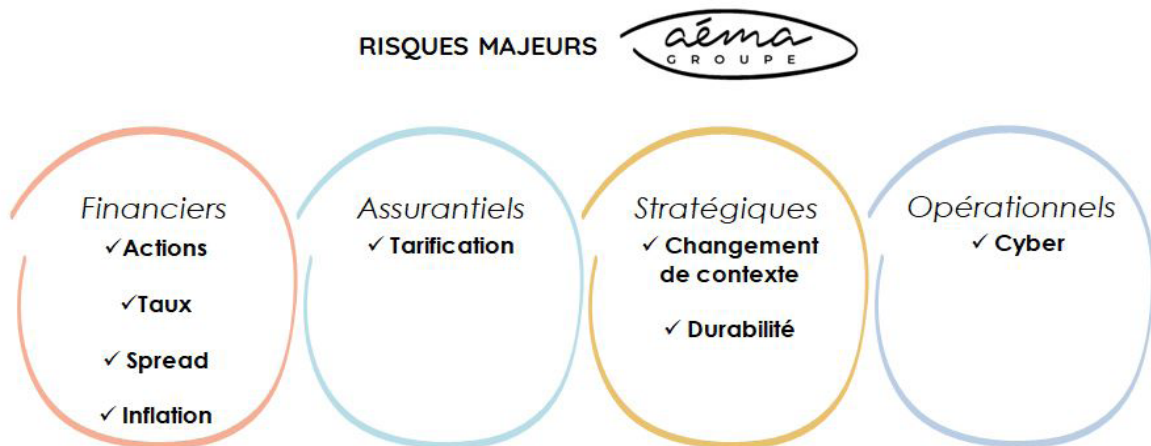 RISQUES MAJEURS
aéma
GROUPE
Financiers
✓ Actions
✓ Taux
✓ Spread
✓ Inflation
Assurantiels
✓ Tarification
Stratégiques
✓ Changement
de contexte
✓ Durabilité
Opérationnels
✓ Cyber